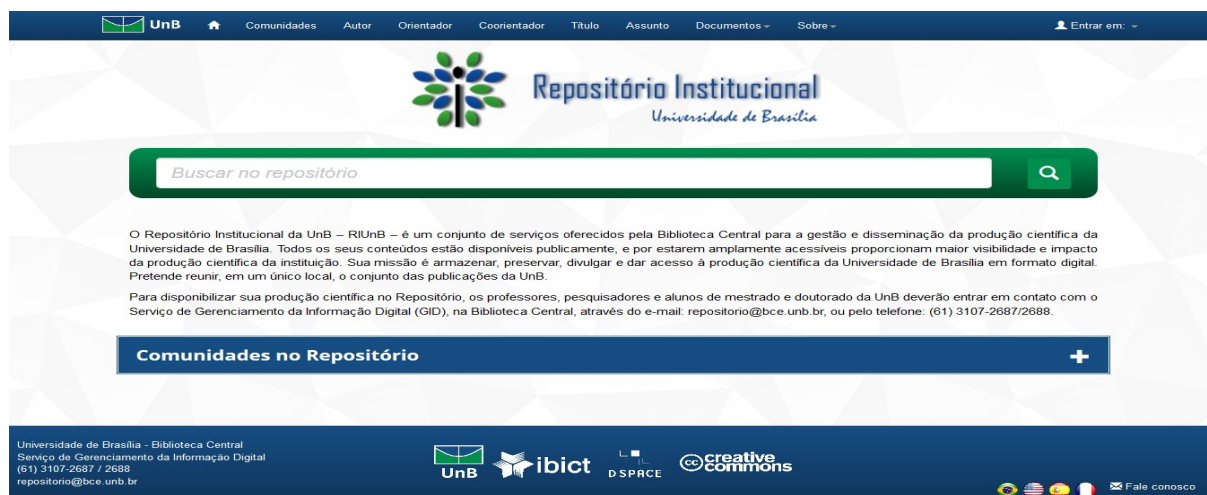 UnB Comunidades Autor Orientador Coorientador Título Assunto Documentos Sobre Entrar em:
Repositório Institucional
Universidade de Brasília
Buscar no repositório
O Repositório Institucional da UnB – RIUnB – é um conjunto de serviços oferecidos pela Biblioteca Central para a gestão e disseminação da produção científica da
Universidade de Brasília. Todos os seus conteúdos estão disponíveis publicamente, e por estarem amplamente acessíveis proporcionam maior visibilidade e impacto
da produção científica da instituição. Sua missão é armazenar, preservar, divulgar e dar acesso à produção científica da Universidade de Brasília em formato digital.
Pretende reunir, em um único local, o conjunto das publicações da UnB.
Para disponibilizar sua produção científica no Repositório, os professores, pesquisadores e alunos de mestrado e doutorado da UnB deverão entrar em contato com o
Serviço de Gerenciamento da Informação Digital (GID), na Biblioteca Central, através do e-mail: repositorio@bce.unb.br, ou pelo telefone: (61) 3107-2687/2688.
Comunidades no Repositório +
Universidade de Brasília - Biblioteca Central
Serviço de Gerenciamento da Informação Digital
(61) 3107-2687 / 2688
repositorio@bce.unb.br
UnB ibict DSPACE cc creative commons
Fale conosco